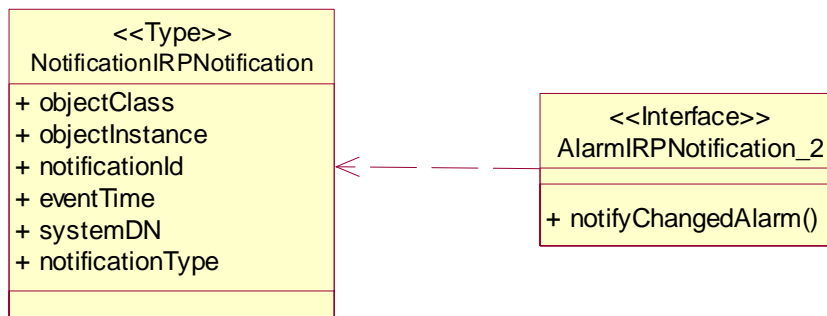 <<Type>>
NotificationIRPNotification
+ objectClass
+ objectInstance
+ notificationId
+ eventTime
+ systemDN
+ notificationType
<<Interface>>
AlarmIRPNotification_2
+ notifyChangedAlarm()